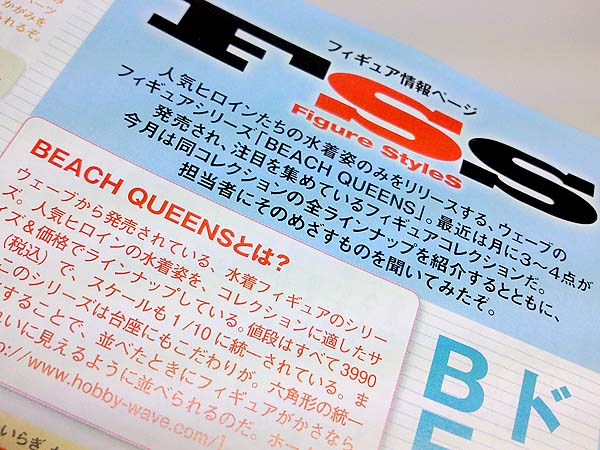 かがみを
られるぞ。
FSS
フィギュア情報ページ
Figure StyleS
人気ヒロインたちの水着姿のみをリリースする、ウェーブの
フィギュアシリーズ「BEACH QUEENS」。最近は月に3〜4点が
発売され、注目を集めているフィギュアコレクションだ。
今月は同コレクションの全ラインナップを紹介するとともに、
担当者にそのめざすものを聞いてみたぞ。
BEACH QUEENSとは?
ウェーブから発売されている、水着フィギュアのシリー
ズ。人気ヒロインの水着姿を、コレクションに適したサ
イズ&価格でラインナップしている。値段はすべて3990
(税込)で、スケールも1/10に統一されている。ま
このシリーズは台座にもこだわりが。六角形の統一
することで、並べたときにフィギュアがかさなら
れいに見えるように並べられるのだ。ホー
p://www.hobby-wave.com/
ド
B
いらぎ